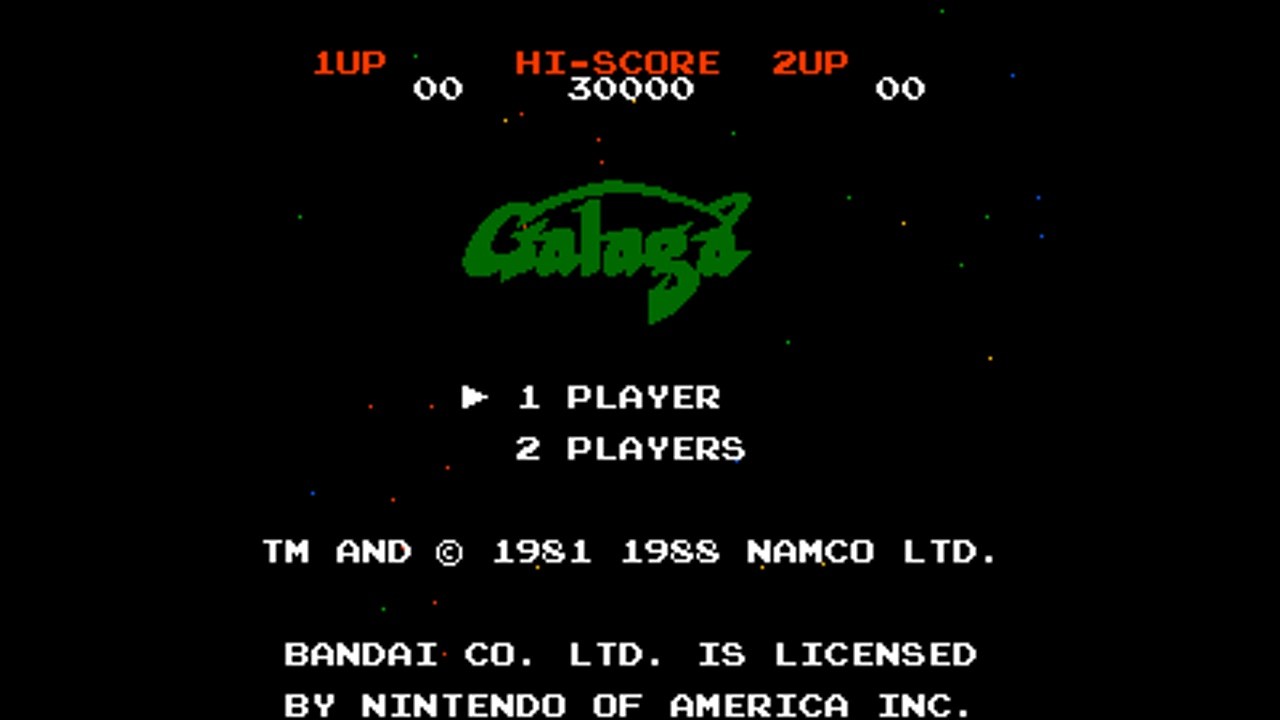 1UP HI-SCORE 2UP
00 30000 00
Galaga
1 PLAYER
2 PLAYERS
TM AND © 1981 1988 NAMCO LTD.
BANDAI CO. LTD. IS LICENSED
BY NINTENDO OF AMERICA INC.